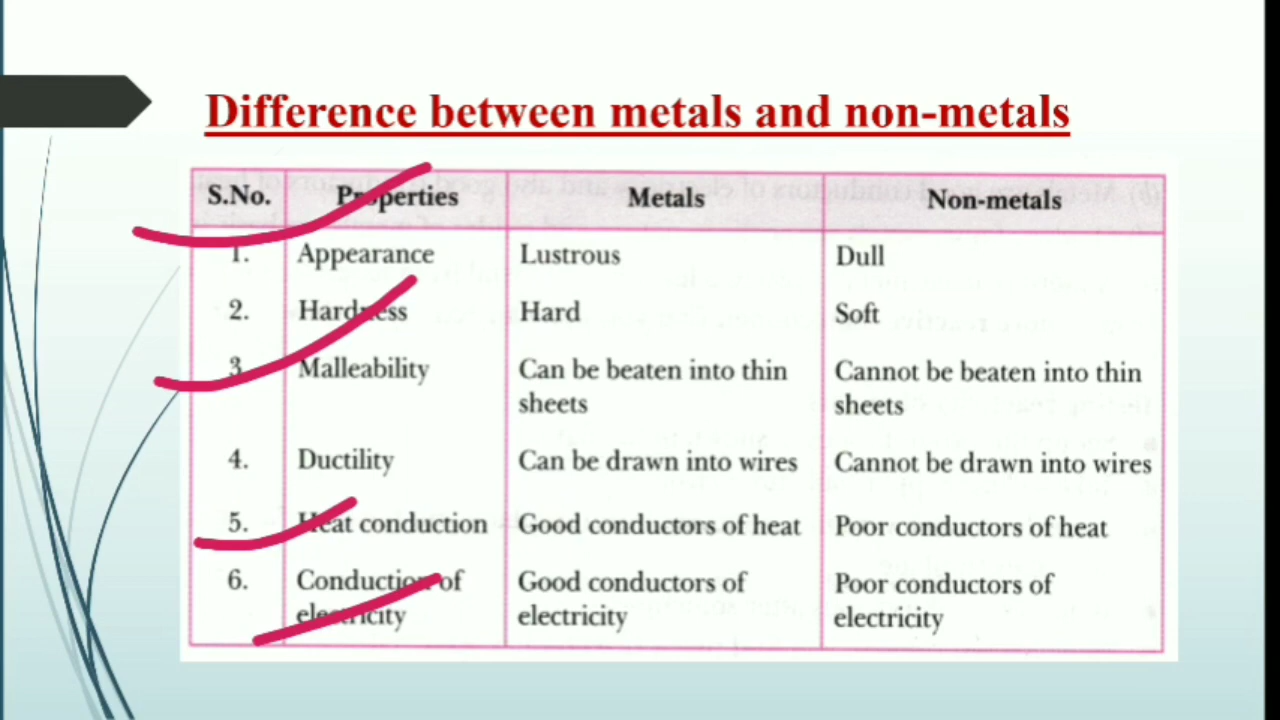 Difference between metals and non-metals
S.No. Properties Metals Non-metals
1. Appearance Lustrous Dull
2. Hardness Hard Soft
3 Malleability Can be beaten into thin Cannot be beaten into thin
sheets sheets
4. Ductility Can be drawn into wires Cannot be drawn into wires
5. Heat conduction Good conductors of heat Poor conductors of heat
6. Conduction of Good conductors of Poor conductors of
electricity electricity electricity